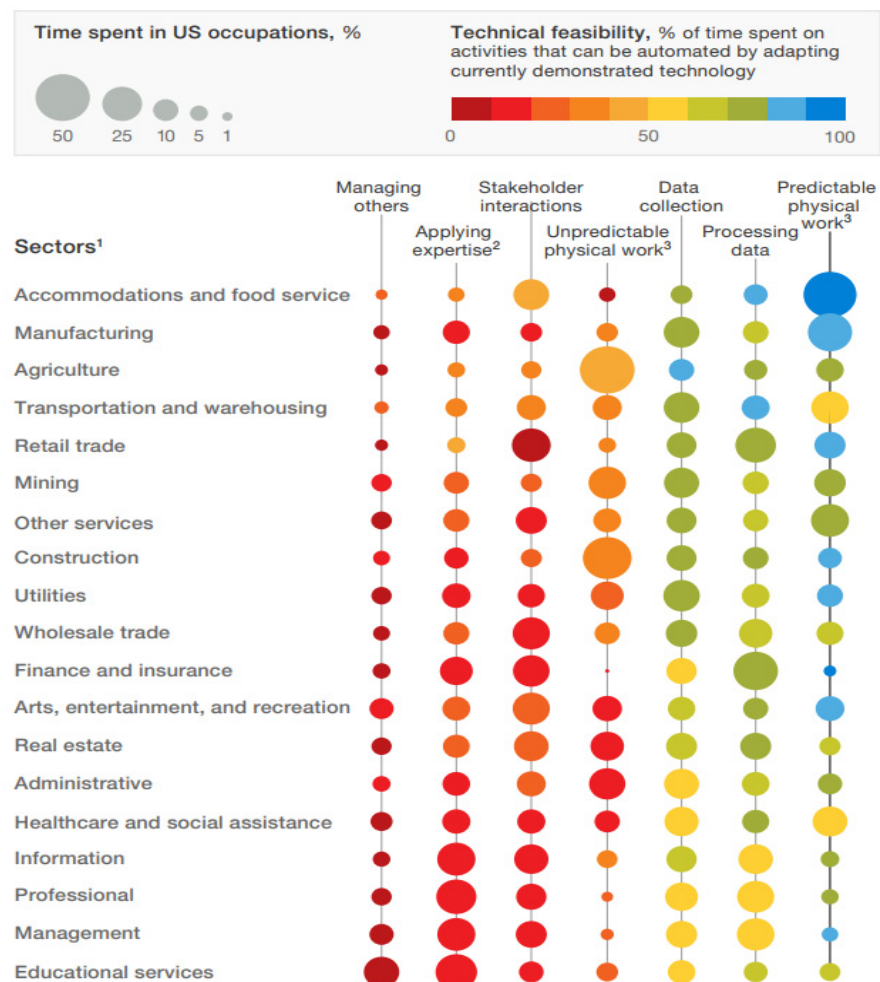 Time spent in US occupations, %
50 25 10 5 1
Technical feasibility, % of time spent on
activities that can be automated by adapting
currently demonstrated technology
0 50 100
Managing
others
Stakeholder
interactions
Data
collection
Predictable
physical
work³
Applying
expertise²
Unpredictable
physical work³
Processing
data
Sectors¹
Accommodations and food service
Manufacturing
Agriculture
Transportation and warehousing
Retail trade
Mining
Other services
Construction
Utilities
Wholesale trade
Finance and insurance
Arts, entertainment, and recreation
Real estate
Administrative
Healthcare and social assistance
Information
Professional
Management
Educational services